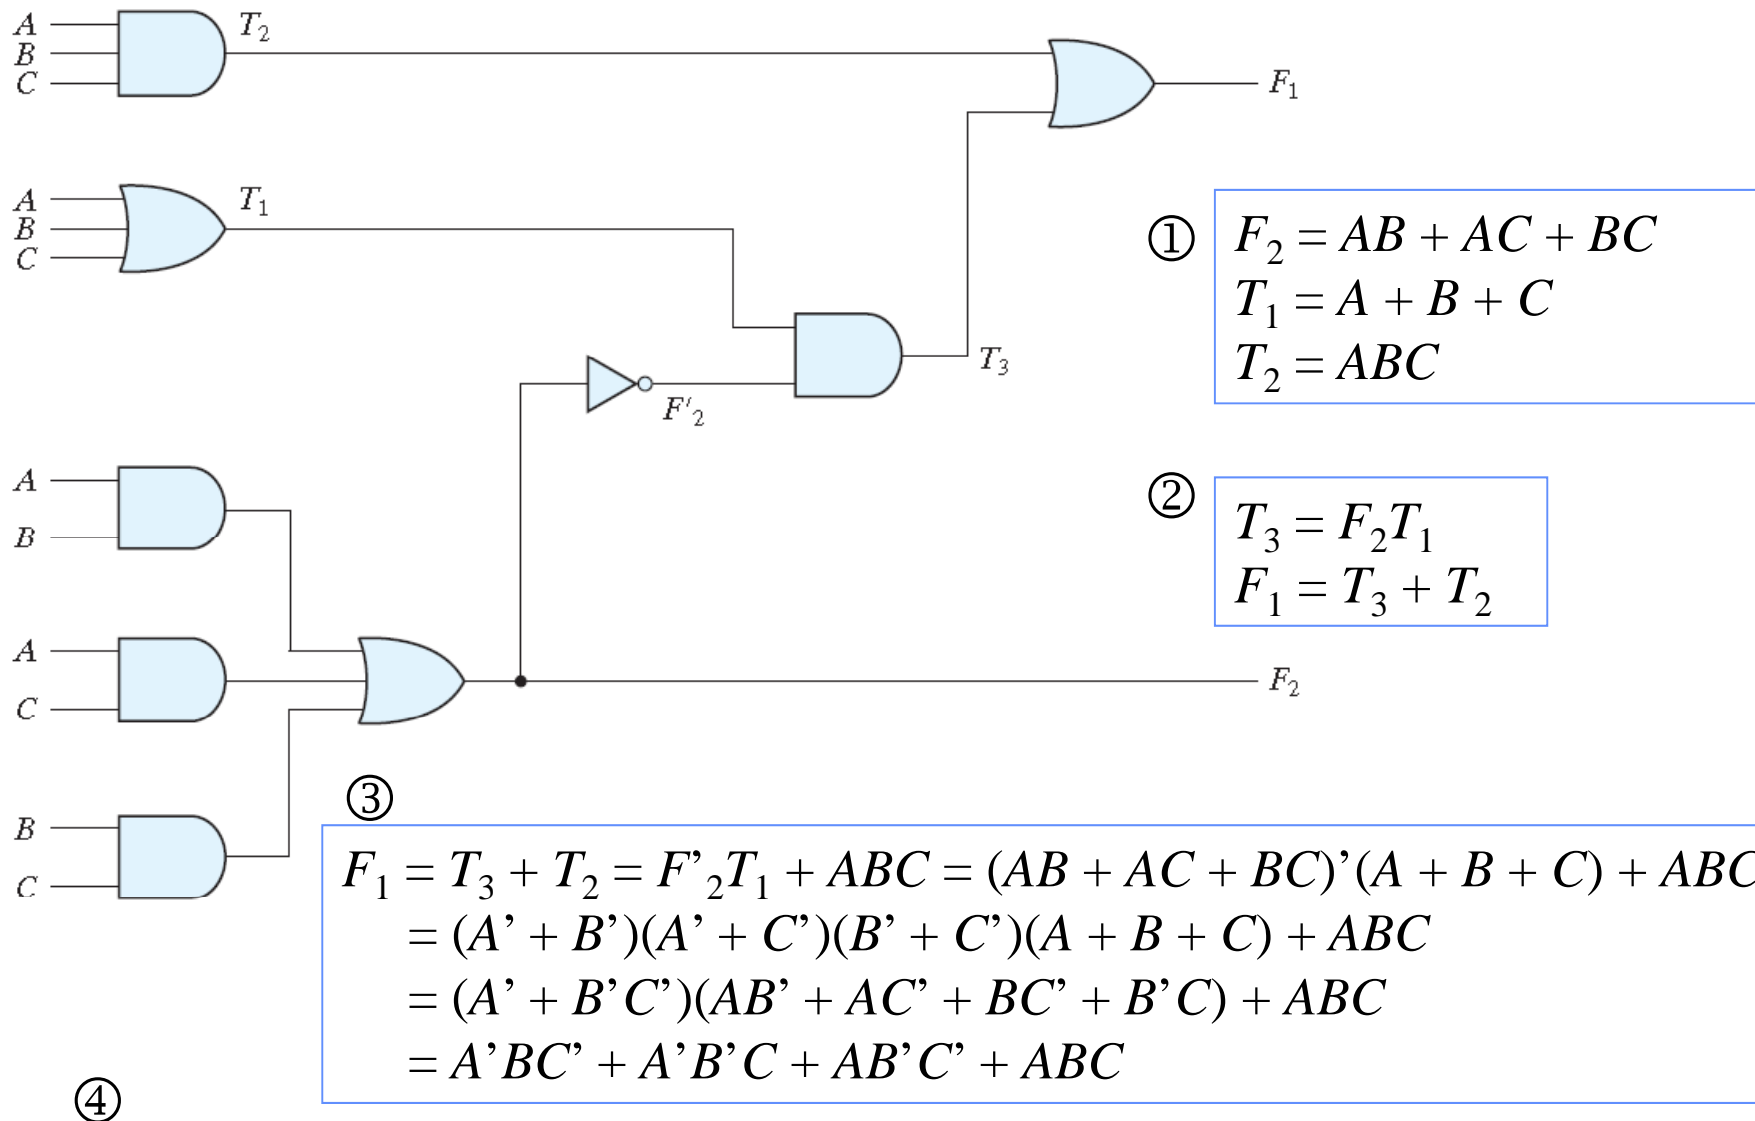 A
B
C
T₂
F₁
A
B
C
T₁
① F₂ = AB + AC + BC
T₁ = A + B + C
T₂ = ABC
T₃
F'₂
A
B
② T₃ = F₂T₁
F₁ = T₃ + T₂
A
C
F₂
B
C
③
F₁ = T₃ + T₂ = F’₂T₁ + ABC = (AB + AC + BC)’(A + B + C) + ABC
= (A’ + B’)(A’ + C’)(B’ + C’)(A + B + C) + ABC
= (A’ + B’C’)(AB’ + AC’ + BC’ + B’C) + ABC
= A’BC’ + A’B’C + AB’C’ + ABC
④